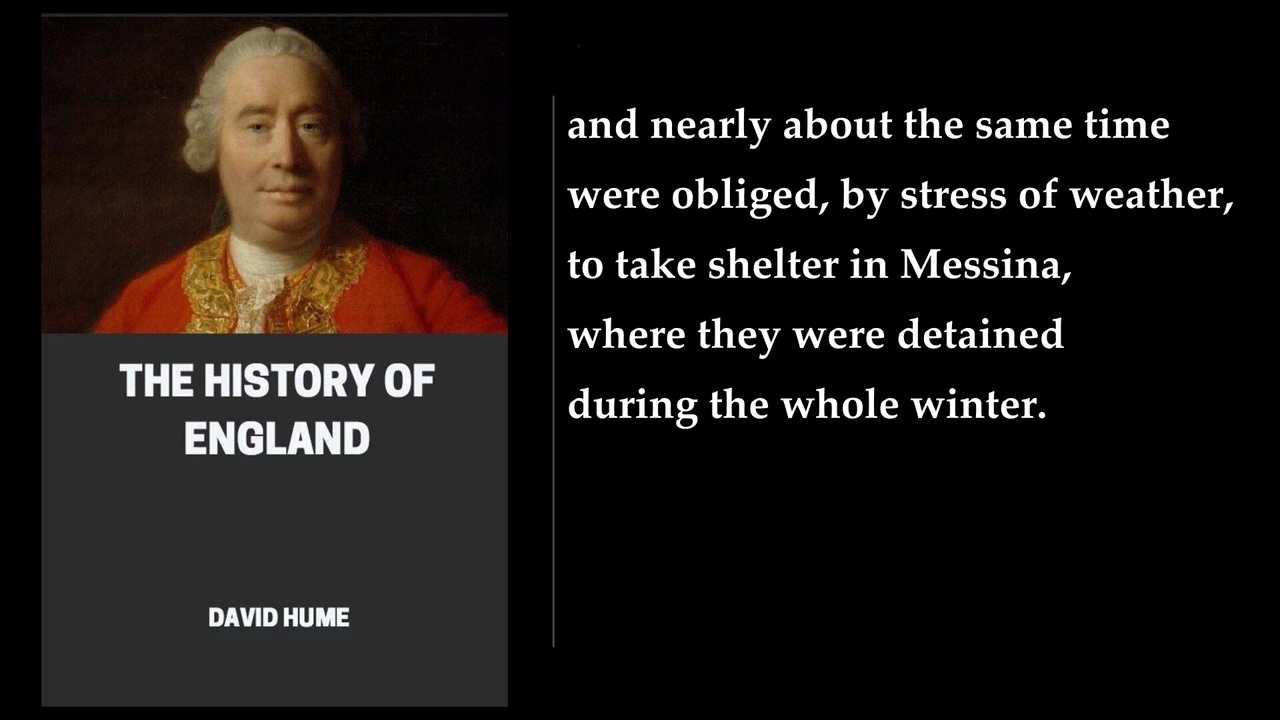 THE HISTORY OF
ENGLAND
DAVID HUME
and nearly about the same time
were obliged, by stress of weather,
to take shelter in Messina,
where they were detained
during the whole winter.